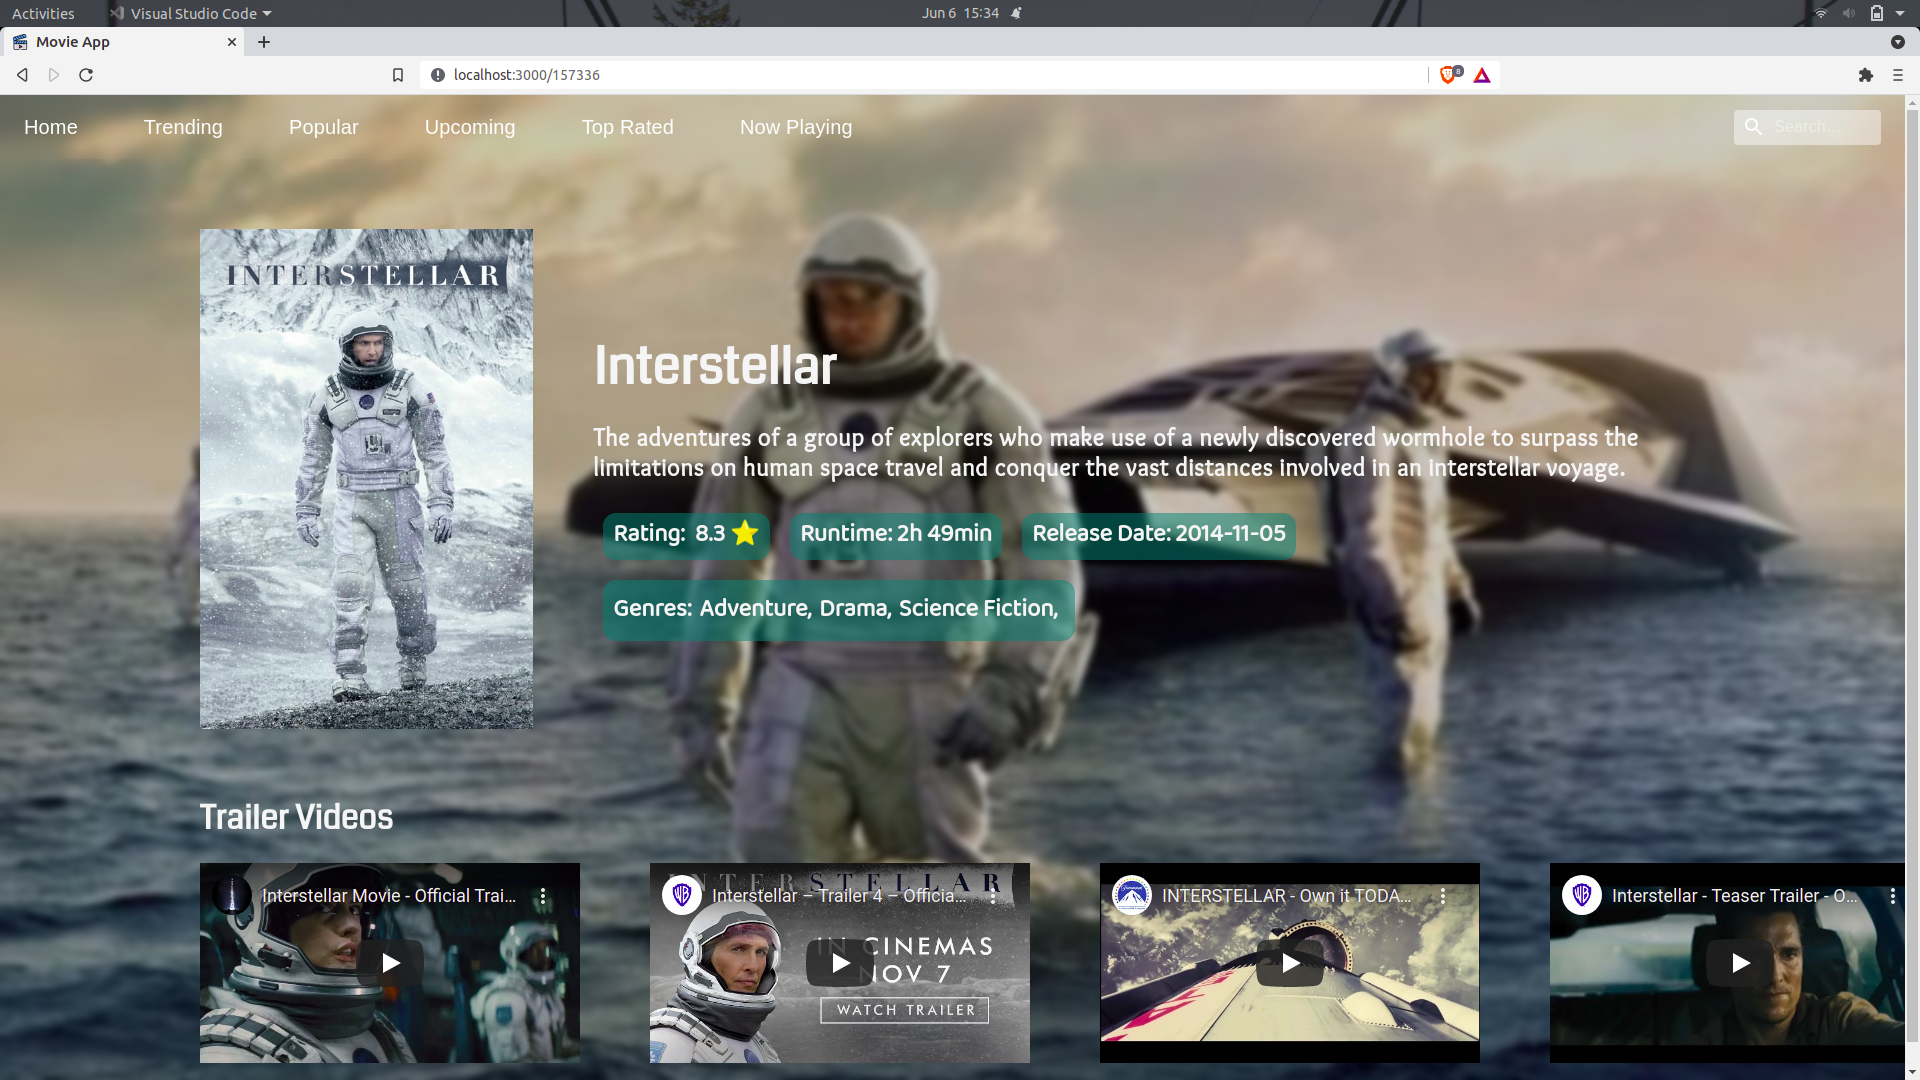 Activities Visual Studio Code Jun 6 15:34
Movie App
localhost:3000/157336 8
Home Trending Popular Upcoming Top Rated Now Playing Search...
INTERSTELLAR
Interstellar
The adventures of a group of explorers who make use of a newly discovered wormhole to surpass the
limitations on human space travel and conquer the vast distances involved in an interstellar voyage.
Rating: 8.3 Runtime: 2h 49min Release Date: 2014-11-05
Genres: Adventure, Drama, Science Fiction,
Trailer Videos
Interstellar Movie - Official Trai...
INTERSTELLAR
Interstellar – Trailer 4 – Officia...
IN CINEMAS
NOV 7
WATCH TRAILER
INTERSTELLAR - Own it TODA...
Interstellar - Teaser Trailer - O...